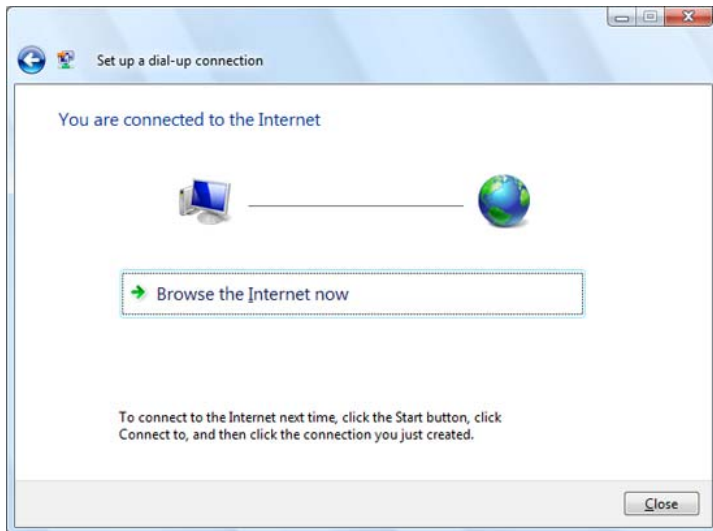 Set up a dial-up connection
You are connected to the Internet
Browse the Internet now
To connect to the Internet next time, click the Start button, click
Connect to, and then click the connection you just created.
Close